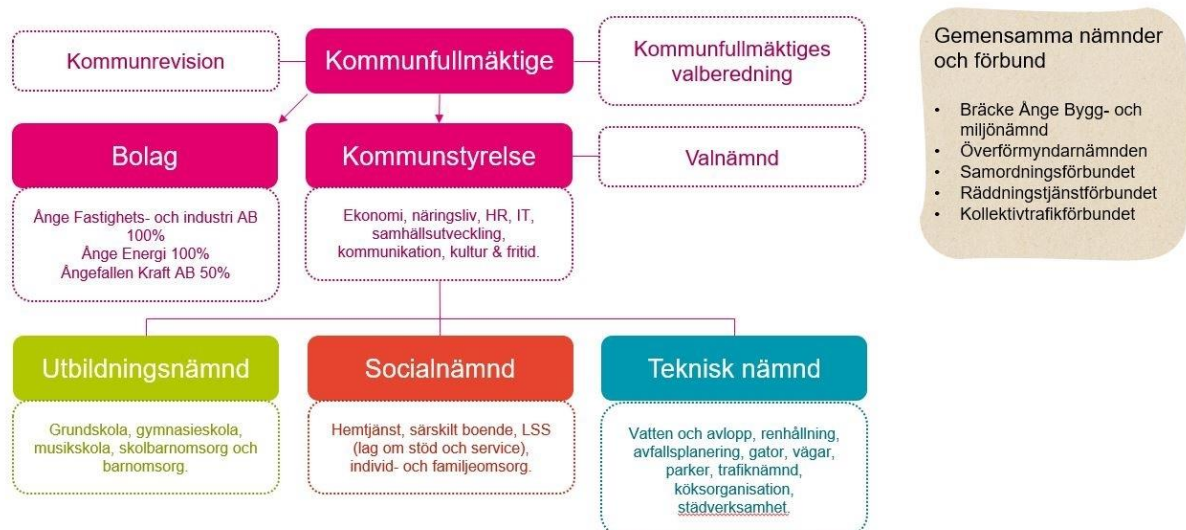 Kommunrevision
Kommunfullmäktige
Kommunfullmäktiges
valberedning
Bolag
Ånge Fastighets- och industri AB
100%
Ånge Energi 100%
Ångefallen Kraft AB 50%
Kommunstyrelse
Ekonomi, näringsliv, HR, IT,
samhällsutveckling,
kommunikation, kultur & fritid.
Valnämnd
Utbildningsnämnd
Grundskola, gymnasieskola,
musikskola, skolbarnomsorg och
barnomsorg.
Socialnämnd
Hemtjänst, särskilt boende, LSS
(lag om stöd och service),
individ- och familjeomsorg.
Teknisk nämnd
Vatten och avlopp, renhållning,
avfallsplanering, gator, vägar,
parker, trafiknämnd,
köksorganisation,
städverksamhet.
Gemensamma nämnder
och förbund
• Bräcke Ånge Bygg- och
miljönämnd
• Överförmyndarnämnden
• Samordningsförbundet
• Räddningstjänstförbundet
• Kollektivtrafikförbundet